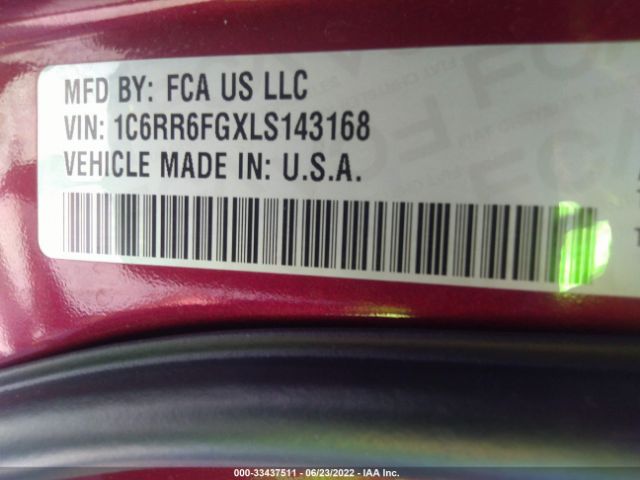 MFD BY: FCA US LLC
VIN: 1C6RR6FGXLS143168
VEHICLE MADE IN: U.S.A.
000-33437511 - 06/23/2022 - IAA Inc.